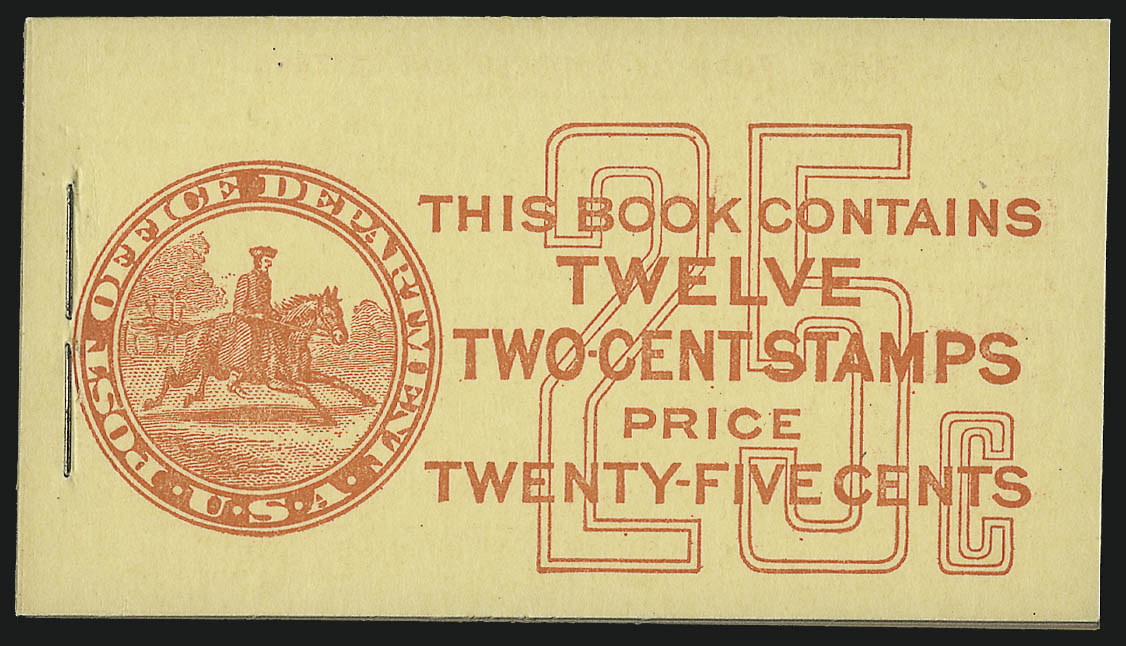 POST OFFICE DEPARTMENT U.S.A.
25c
THIS BOOK CONTAINS
TWELVE
TWO-CENT STAMPS
PRICE
TWENTY-FIVE CENTS